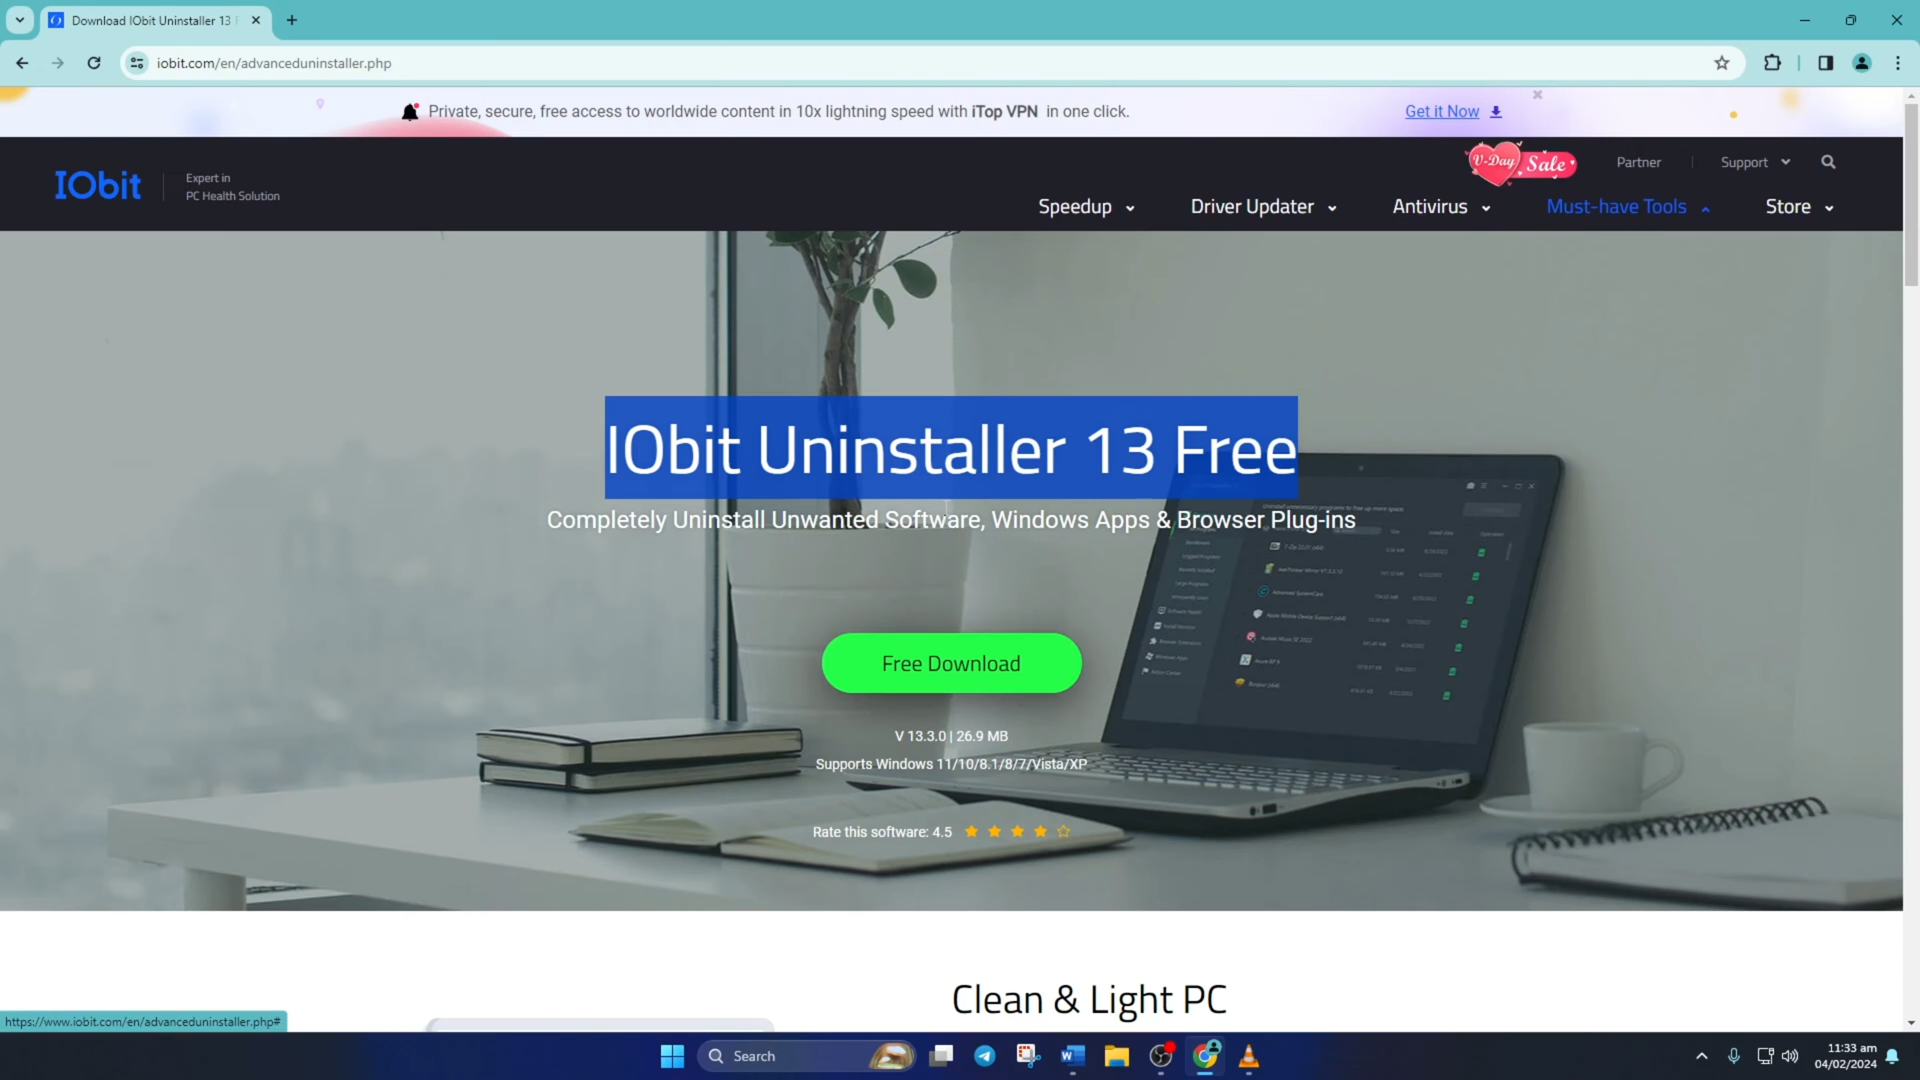 Download IObit Uninstaller 13
iobit.com/en/advanceduninstaller.php
Private, secure, free access to worldwide content in 10x lightning speed with iTop VPN in one click.
Get it Now
IObit
Expert in
PC Health Solution
V-Day Sale
Partner
Support
Speedup
Driver Updater
Antivirus
Must-have Tools
Store
IObit Uninstaller 13 Free
Completely Uninstall Unwanted Software, Windows Apps & Browser Plug-ins
Free Download
V 13.3.0 | 26.9 MB
Supports Windows 11/10/8.1/8/7/Vista/XP
Rate this software: 4.5
Clean & Light PC
https://www.iobit.com/en/advanceduninstaller.php#
Search
11:33 am
04/02/2024